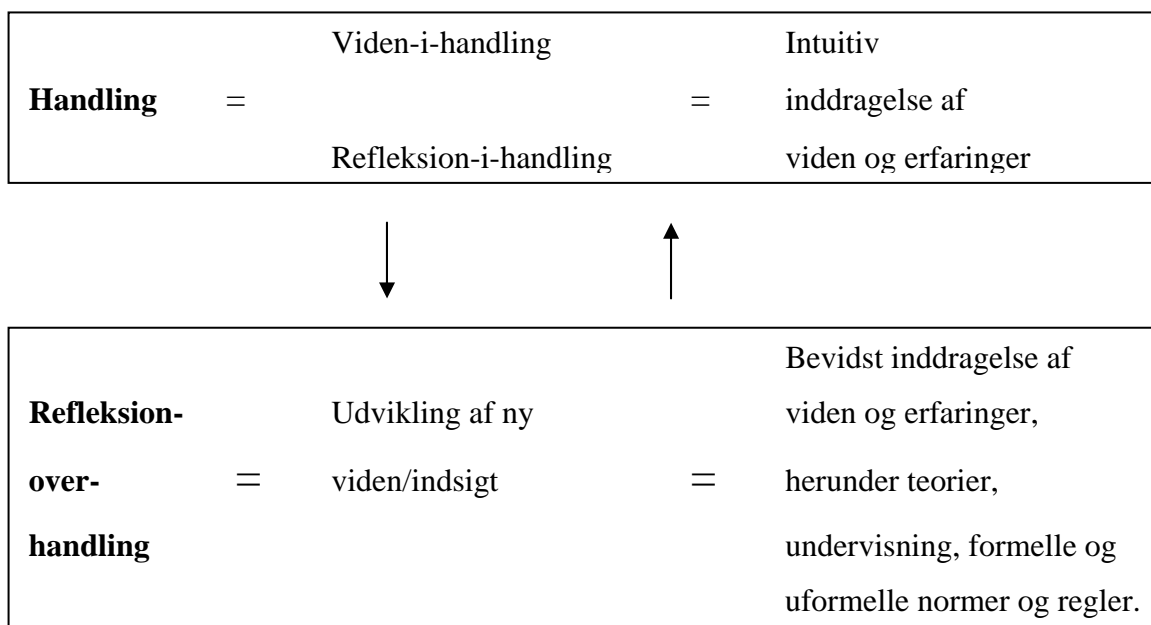 Viden-i-handling Intuitiv
Handling = = inddragelse af
Refleksion-i-handling viden og erfaringer
Bevidst inddragelse af
Refleksion- Udvikling af ny viden og erfaringer,
over- = viden/indsigt = herunder teorier,
handling undervisning, formelle og
uformelle normer og regler.